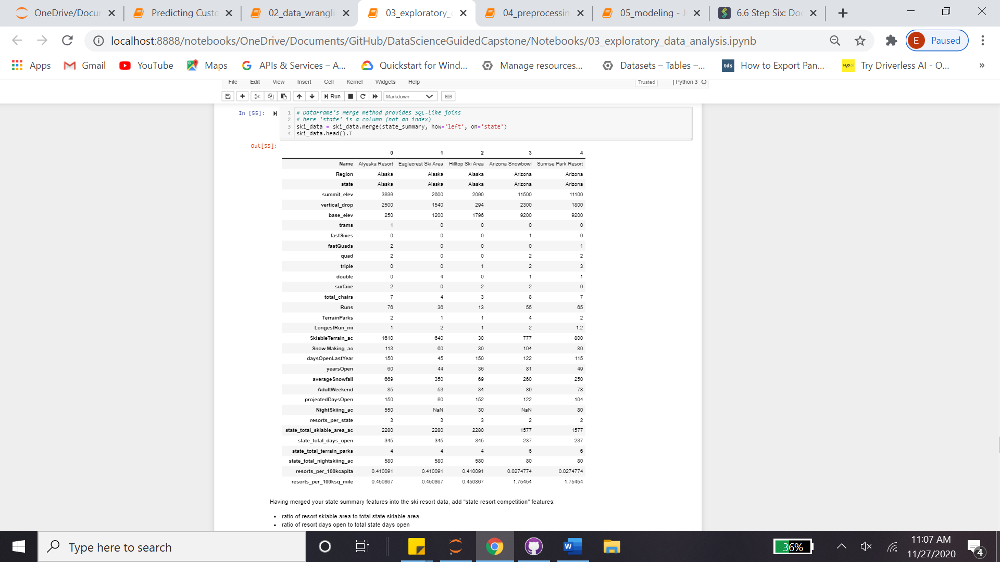 OneDrive/Docur
Predicting Custo
02_data_wrangli
03_exploratory_d
04_preprocessin
05_modeling - J
6.6 Step Six: Doc
localhost:8888/notebooks/OneDrive/Documents/GitHub/DataScienceGuidedCapstone/Notebooks/03_exploratory_data_analysis.ipynb
E Paused
Apps Gmail YouTube Maps APIs & Services – A... Quickstart for Wind... Manage resources... Datasets – Tables –... tds How to Export Pan... H2O.ai Try Driverless AI - O... »
File Edit View Insert Cell Kernel Widgets Help Trusted | Python 3
Run Markdown
In [55]:
1 # DataFrame's merge method provides SQL-like joins
2 # here 'state' is a column (not an index)
3 ski_data = ski_data.merge(state_summary, how='left', on='state')
4 ski_data.head().T
Out[55]:
0 1 2 3 4
Name Alyeska Resort Eaglecrest Ski Area Hilltop Ski Area Arizona Snowbowl Sunrise Park Resort
Region Alaska Alaska Alaska Arizona Arizona
state Alaska Alaska Alaska Arizona Arizona
summit_elev 3939 2600 2090 11500 11100
vertical_drop 2500 1540 294 2300 1800
base_elev 250 1200 1796 9200 9200
trams 1 0 0 0 0
fastSixes 0 0 0 1 0
fastQuads 2 0 0 0 1
quad 2 0 0 2 2
triple 0 0 1 2 3
double 0 4 0 1 1
surface 2 0 2 2 0
total_chairs 7 4 3 8 7
Runs 76 36 13 55 65
TerrainParks 2 1 1 4 2
LongestRun_mi 1 2 1 2 1.2
SkiableTerrain_ac 1610 640 30 777 800
Snow Making_ac 113 60 30 104 80
daysOpenLastYear 150 45 150 122 115
yearsOpen 60 44 36 81 49
averageSnowfall 669 350 69 260 250
AdultWeekend 85 53 34 89 78
projectedDaysOpen 150 90 152 122 104
NightSkiing_ac 550 NaN 30 NaN 80
resorts_per_state 3 3 3 2 2
state_total_skiable_area_ac 2280 2280 2280 1577 1577
state_total_days_open 345 345 345 237 237
state_total_terrain_parks 4 4 4 6 6
state_total_nightskiing_ac 580 580 580 80 80
resorts_per_100kcapita 0.410091 0.410091 0.410091 0.0274774 0.0274774
resorts_per_100ksq_mile 0.450867 0.450867 0.450867 1.75454 1.75454
Having merged your state summary features into the ski resort data, add "state resort competition" features:
• ratio of resort skiable area to total state skiable area
• ratio of resort days open to total state days open
Type here to search
W
36%
11:07 AM
11/27/2020
4